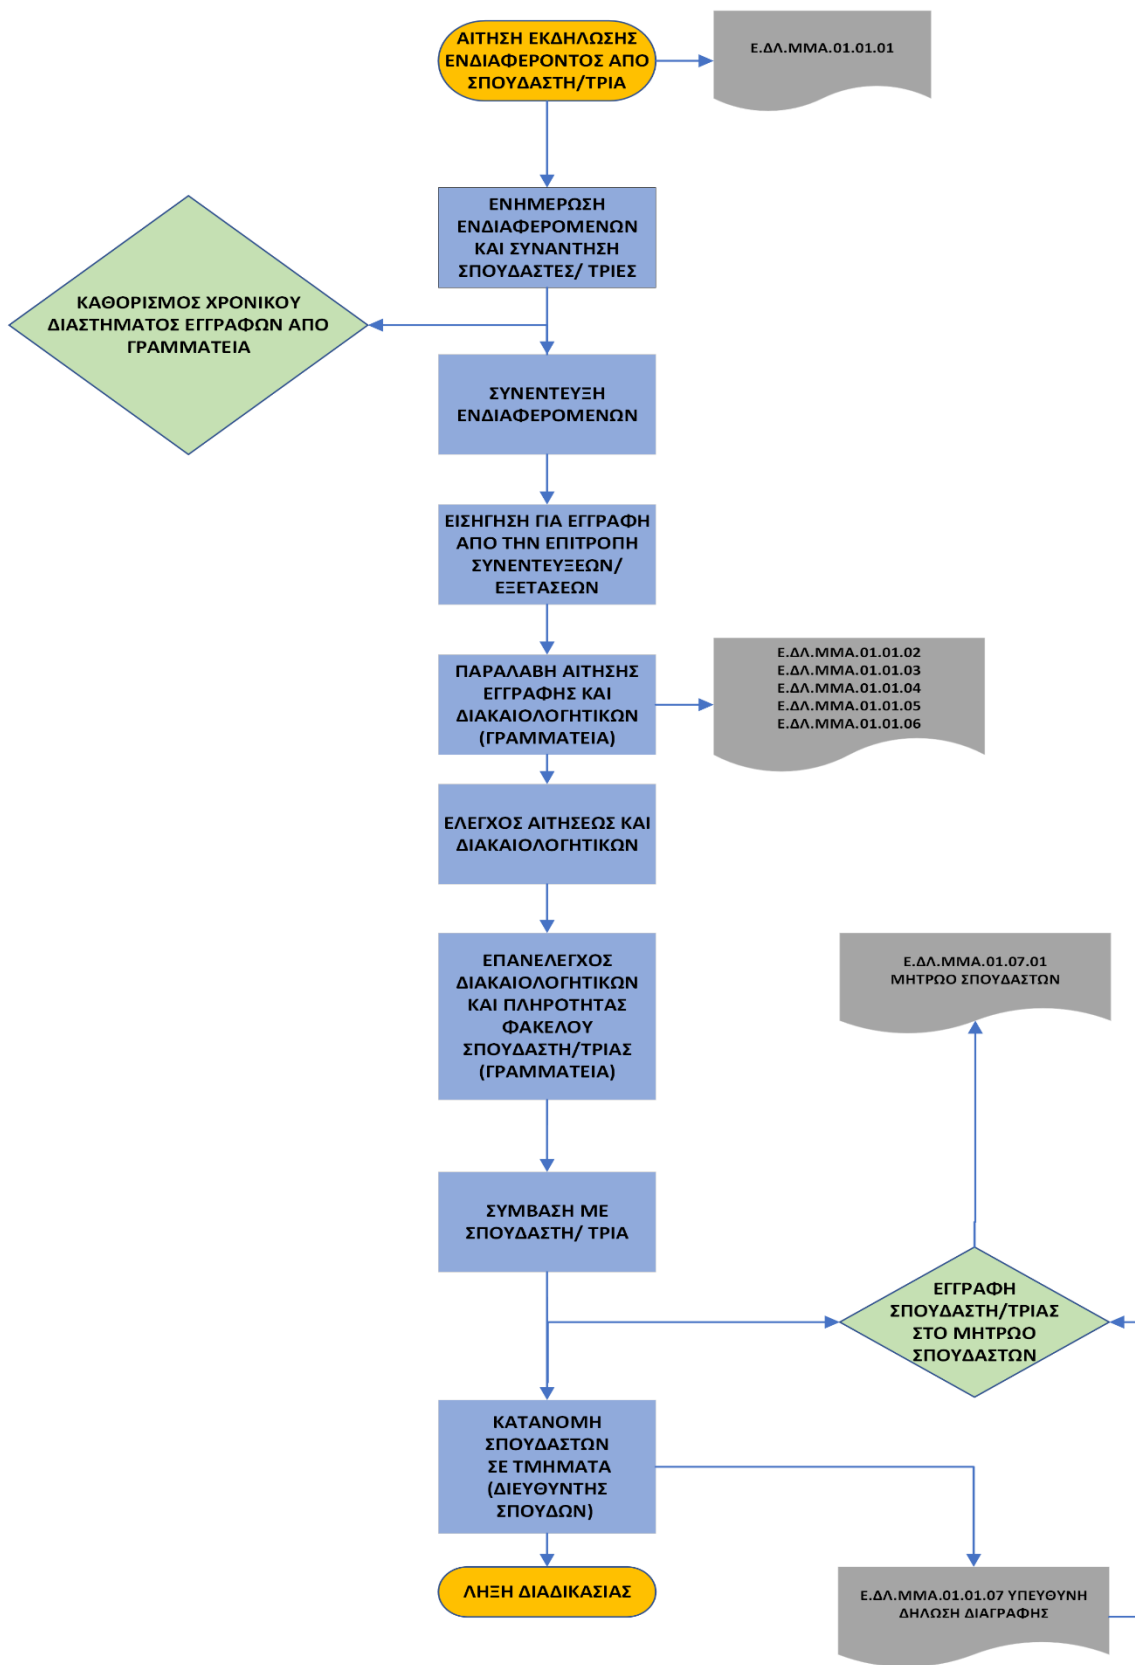 ΑΙΤΗΣΗ ΕΚΔΗΛΩΣΗΣ
ΕΝΔΙΑΦΕΡΟΝΤΟΣ ΑΠΟ
ΣΠΟΥΔΑΣΤΗ/ΤΡΙΑ
Ε.ΔΛ.ΜΜΑ.01.01.01
ΕΝΗΜΕΡΩΣΗ
ΕΝΔΙΑΦΕΡΟΜΕΝΩΝ
ΚΑΙ ΣΥΝΑΝΤΗΣΗ
ΣΠΟΥΔΑΣΤΕΣ/ ΤΡΙΕΣ
ΚΑΘΟΡΙΣΜΟΣ ΧΡΟΝΙΚΟΥ
ΔΙΑΣΤΗΜΑΤΟΣ ΕΓΓΡΑΦΩΝ ΑΠΟ
ΓΡΑΜΜΑΤΕΙΑ
ΣΥΝΕΝΤΕΥΞΗ
ΕΝΔΙΑΦΕΡΟΜΕΝΩΝ
ΕΙΣΗΓΗΣΗ ΓΙΑ ΕΓΓΡΑΦΗ
ΑΠΟ ΤΗΝ ΕΠΙΤΡΟΠΗ
ΣΥΝΕΝΤΕΥΞΕΩΝ/
ΕΞΕΤΑΣΕΩΝ
ΠΑΡΑΛΑΒΗ ΑΙΤΗΣΗΣ
ΕΓΓΡΑΦΗΣ ΚΑΙ
ΔΙΑΚΑΙΟΛΟΓΗΤΙΚΩΝ
(ΓΡΑΜΜΑΤΕΙΑ)
Ε.ΔΛ.ΜΜΑ.01.01.02
Ε.ΔΛ.ΜΜΑ.01.01.03
Ε.ΔΛ.ΜΜΑ.01.01.04
Ε.ΔΛ.ΜΜΑ.01.01.05
Ε.ΔΛ.ΜΜΑ.01.01.06
ΕΛΕΓΧΟΣ ΑΙΤΗΣΕΩΣ ΚΑΙ
ΔΙΑΚΑΙΟΛΟΓΗΤΙΚΩΝ
ΕΠΑΝΕΛΕΓΧΟΣ
ΔΙΑΚΑΙΟΛΟΓΗΤΙΚΩΝ
ΚΑΙ ΠΛΗΡΟΤΗΤΑΣ
ΦΑΚΕΛΟΥ
ΣΠΟΥΔΑΣΤΗ/ΤΡΙΑΣ
(ΓΡΑΜΜΑΤΕΙΑ)
Ε.ΔΛ.ΜΜΑ.01.07.01
ΜΗΤΡΩΟ ΣΠΟΥΔΑΣΤΩΝ
ΣΥΜΒΑΣΗ ΜΕ
ΣΠΟΥΔΑΣΤΗ/ ΤΡΙΑ
ΕΓΓΡΑΦΗ
ΣΠΟΥΔΑΣΤΗ/ΤΡΙΑΣ
ΣΤΟ ΜΗΤΡΩΟ
ΣΠΟΥΔΑΣΤΩΝ
ΚΑΤΑΝΟΜΗ
ΣΠΟΥΔΑΣΤΩΝ
ΣΕ ΤΜΗΜΑΤΑ
(ΔΙΕΥΘΥΝΤΗΣ
ΣΠΟΥΔΩΝ)
ΛΗΞΗ ΔΙΑΔΙΚΑΣΙΑΣ
Ε.ΔΛ.ΜΜΑ.01.01.07 ΥΠΕΥΘΥΝΗ
ΔΗΛΩΣΗ ΔΙΑΓΡΑΦΗΣ